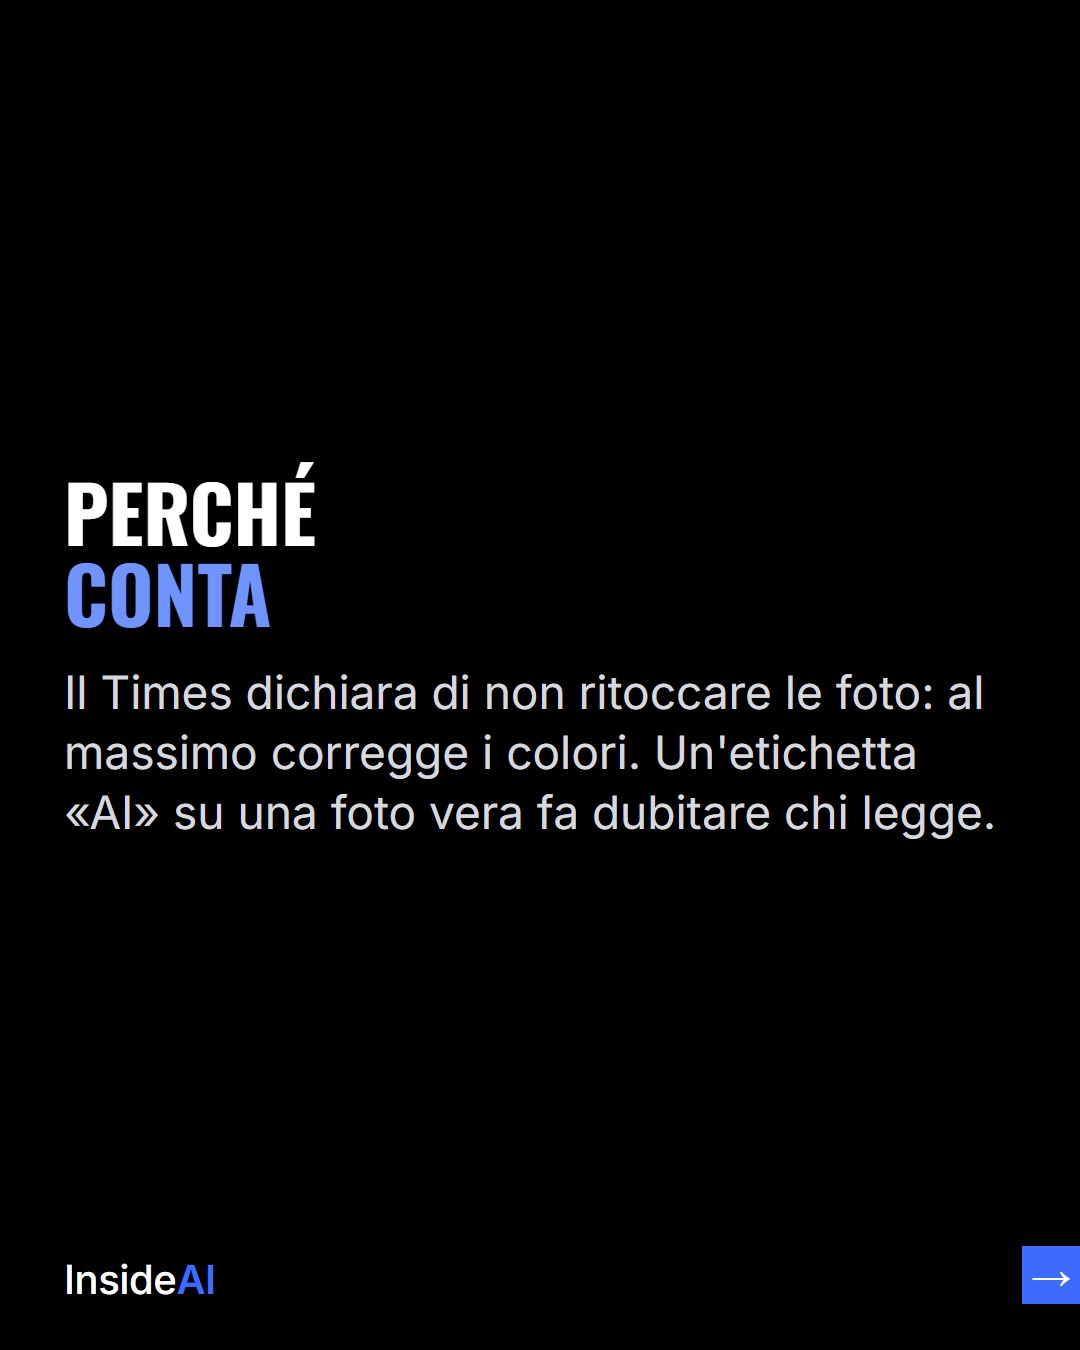 PERCHÉ
CONTA
Il Times dichiara di non ritoccare le foto: al
massimo corregge i colori. Un'etichetta
«AI» su una foto vera fa dubitare chi legge.
InsideAI
→